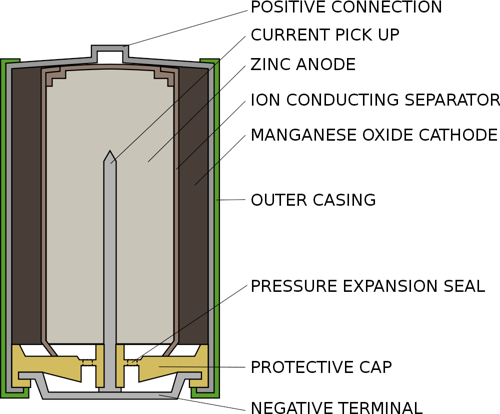 POSITIVE CONNECTION
CURRENT PICK UP
ZINC ANODE
ION CONDUCTING SEPARATOR
MANGANESE OXIDE CATHODE
OUTER CASING
PRESSURE EXPANSION SEAL
PROTECTIVE CAP
NEGATIVE TERMINAL